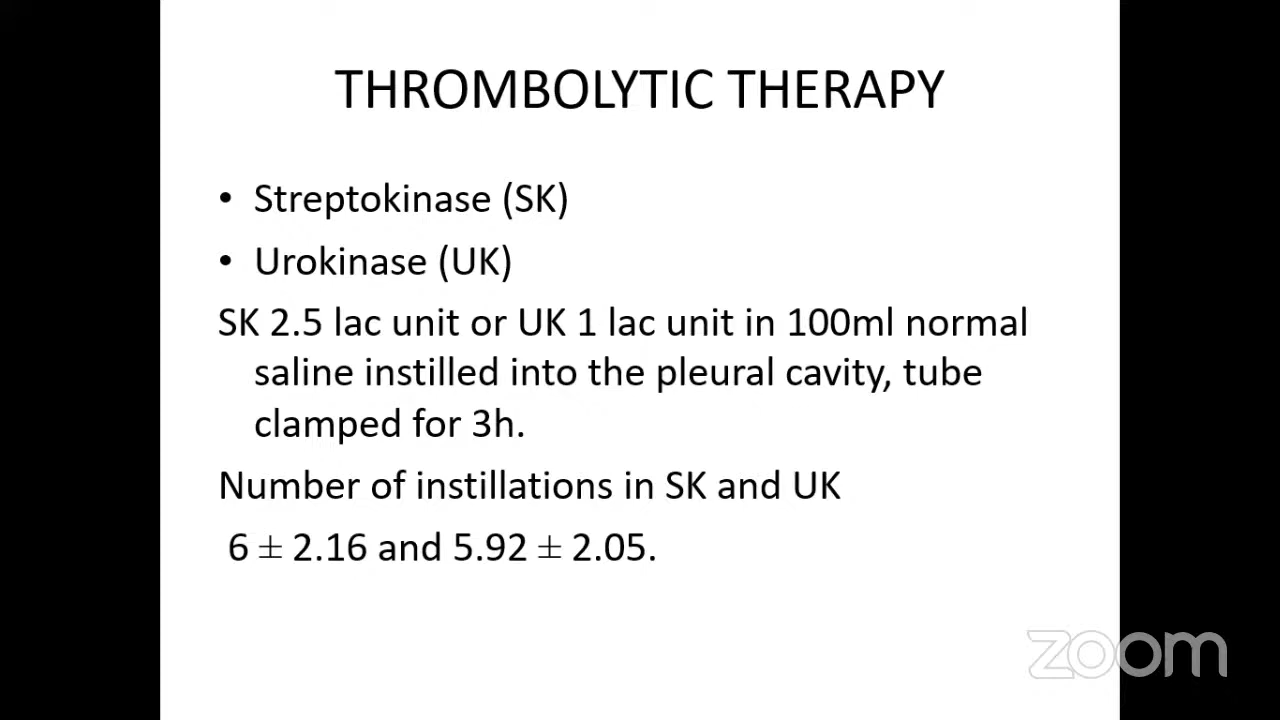 THROMBOLYTIC THERAPY
• Streptokinase (SK)
• Urokinase (UK)
SK 2.5 lac unit or UK 1 lac unit in 100ml normal
saline instilled into the pleural cavity, tube
clamped for 3h.
Number of instillations in SK and UK
6 ± 2.16 and 5.92 ± 2.05.
zoom